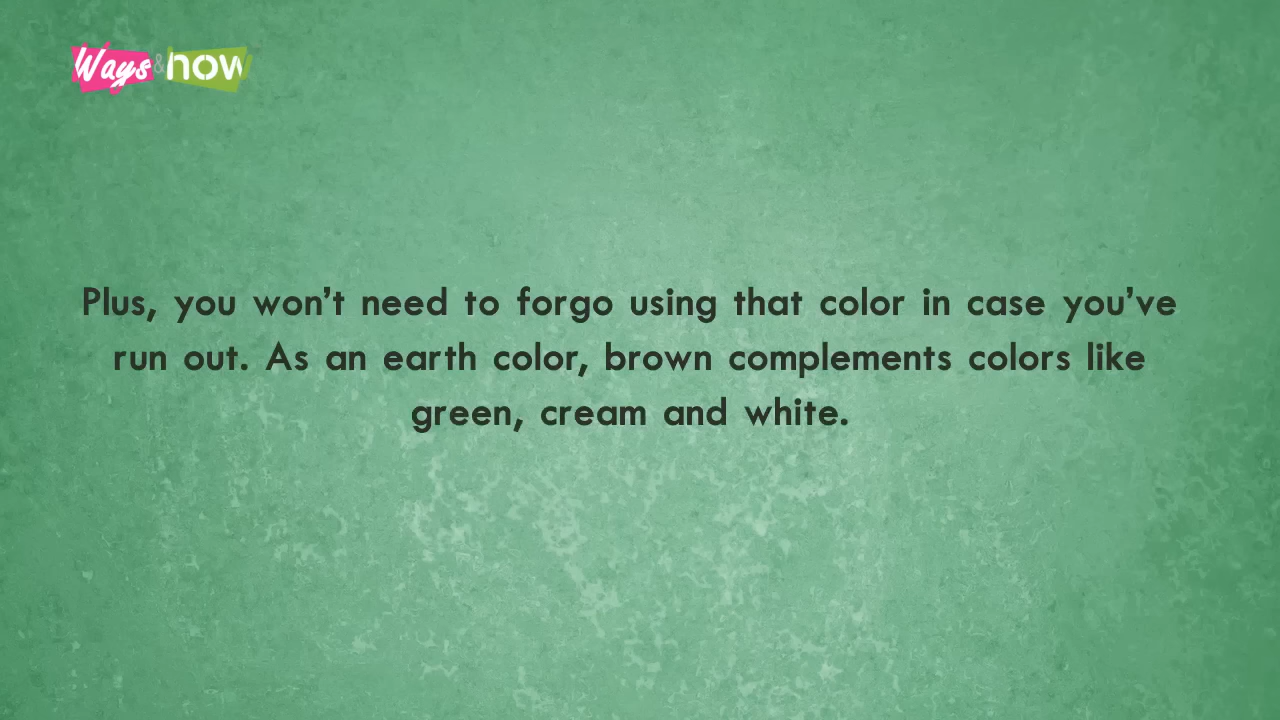 Ways & how
Plus, you won't need to forgo using that color in case you've
run out. As an earth color, brown complements colors like
green, cream and white.